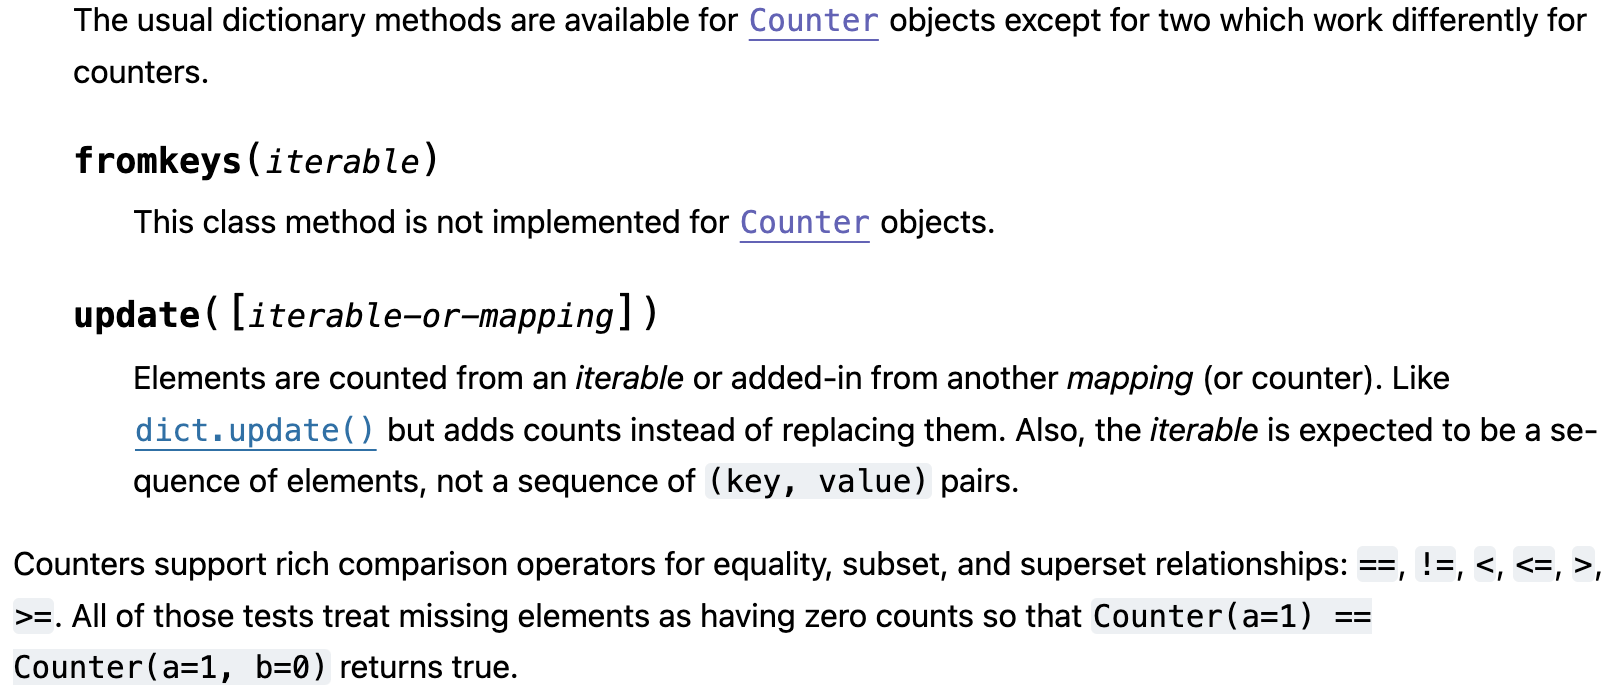 The usual dictionary methods are available for Counter objects except for two which work differently for
counters.
fromkeys(iterable)
This class method is not implemented for Counter objects.
update([iterable-or-mapping])
Elements are counted from an iterable or added-in from another mapping (or counter). Like
dict.update() but adds counts instead of replacing them. Also, the iterable is expected to be a se-
quence of elements, not a sequence of (key, value) pairs.
Counters support rich comparison operators for equality, subset, and superset relationships: ==, !=, <, <=, >,
>=. All of those tests treat missing elements as having zero counts so that Counter(a=1) ==
Counter(a=1, b=0) returns true.